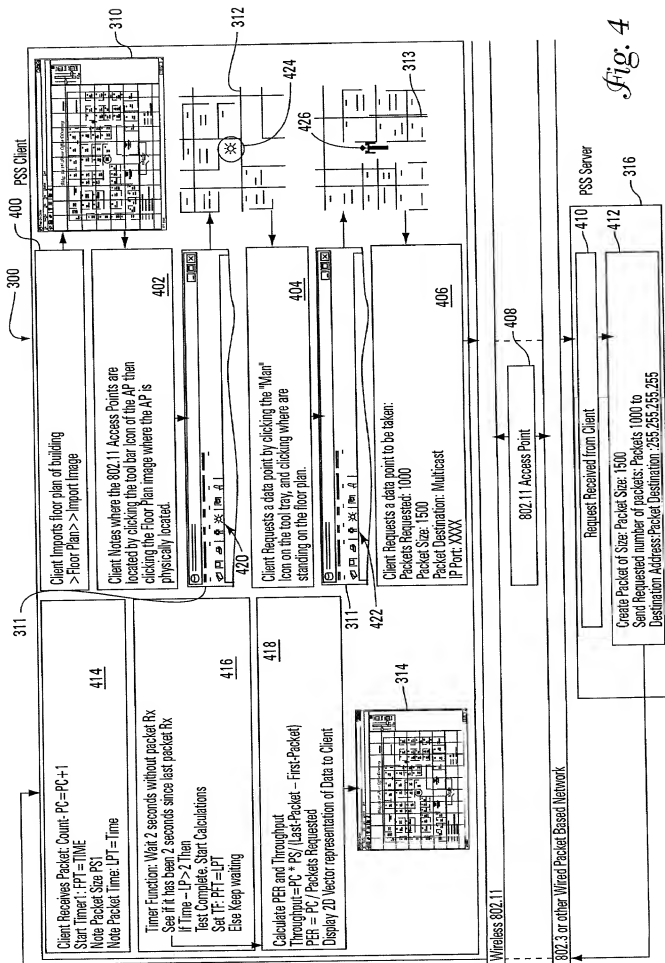 300
PSS Client
400
310
Client Imports floor plan of building
> Floor Plan> > Import Image
Client Notes where the 802.11 Access Points are
located by clicking the tool bar Icon of the AP then
clicking the Floor Plan image where the AP is
physically located.
402
311
420
312
424
Client Requests a data point by clicking the "Man"
Icon on the tool tray, and clicking where are
standing on the floor plan.
404
311
422
426
313
Client Requests a data point to be taken:
Packets Requested: 1000
Packet Size: 1500
Packet Destination: Multicast
IP Port: XXXX
406
Client Receives Packet: Count- PC=PC+1
Start Timer1: FPT=TIME
Note Packet Size PS1
Note Packet Time: LPT=Time
414
Timer Function: Wait 2 seconds without packet Rx
See if it has been 2 seconds since last packet Rx
If Time – LP>2 Then
Test Complete. Start Calculations
Set TF: PFT=LPT
Else Keep waiting
416
Calculate PER and Throughput
Throughput=PC * PS/ (Last-Packet – First-Packet)
PER = PC / Packets Requested
Display 2D Vector representation of Data to Client
418
314
Wireless 802.11
802.11 Access Point
408
802.3 or other Wired Packet Based Network
PSS Server
316
410
Request Received from Client
412
Create Packet of Size: Packet Size: 1500
Send Requested number of packets: Packets 1000 to
Destination Address:Packet Destination :255.255.255.255
Fig. 4